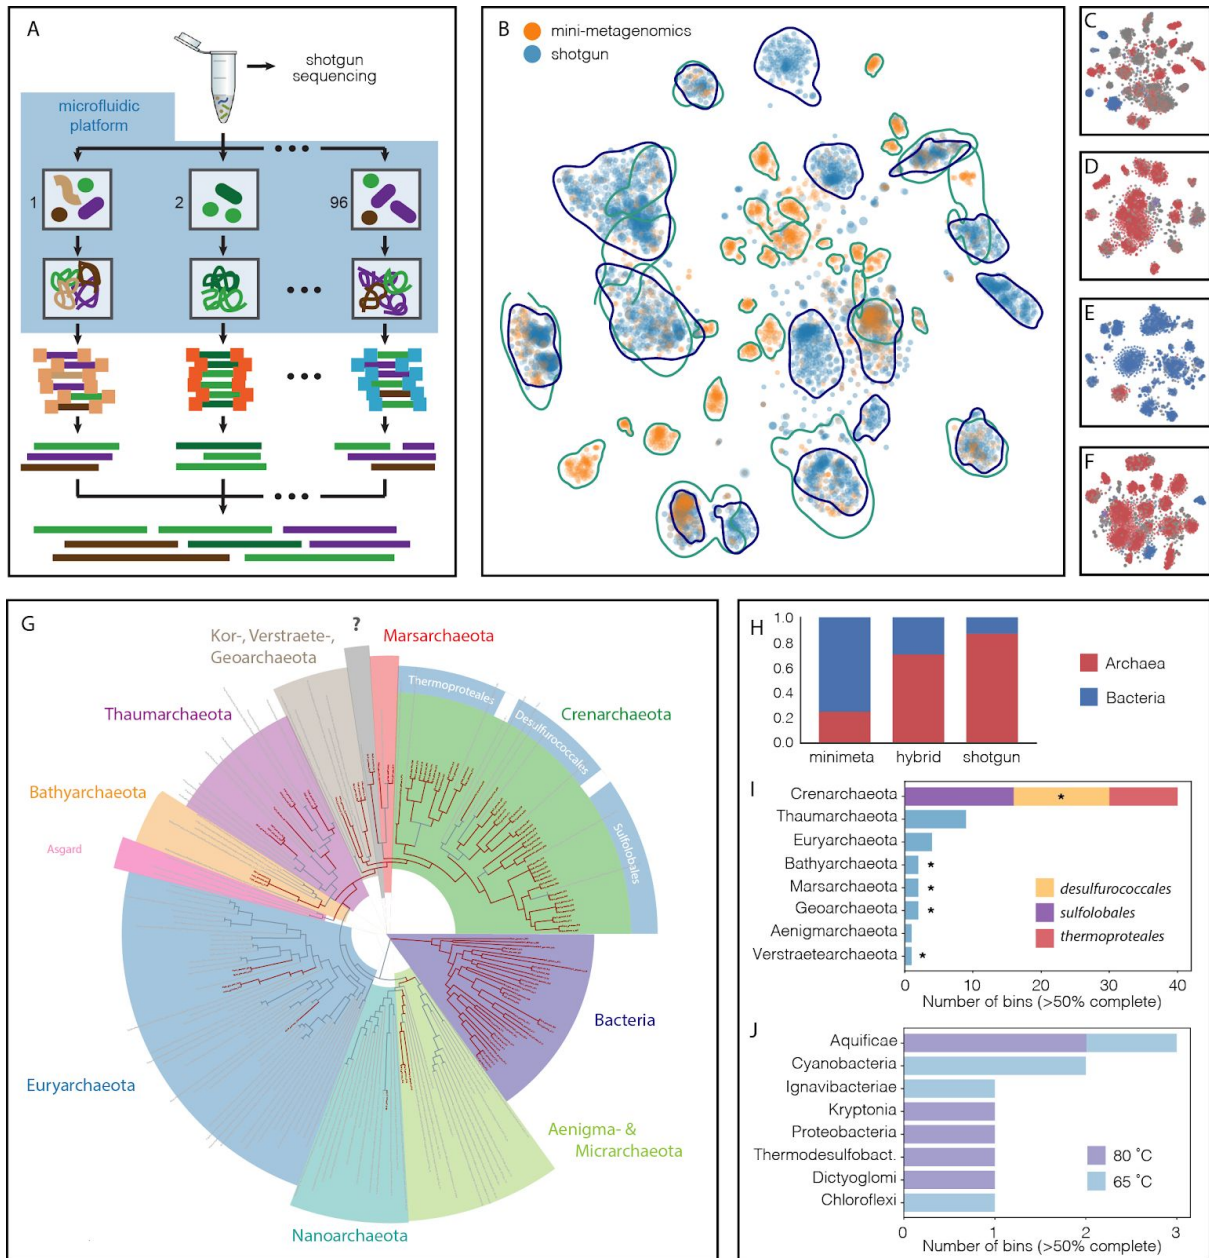 A
shotgun
sequencing
microfluidic
platform
1
2
96
B
mini-metagenomics
shotgun
C
D
E
F
G
Kor-, Verstraete-,
Geoarchaeota
?
Marsarchaeota
Thermoproteales
Desulfurococcales
Sulfolobales
Crenarchaeota
Thaumarchaeota
Bathyarchaeota
Asgard
Euryarchaeota
Bacteria
Aenigma- &
Micrarchaeota
Nanoarchaeota
H
1.0
0.8
0.6
0.4
0.2
0.0
minimeta hybrid shotgun
Archaea
Bacteria
I
Crenarchaeota *
Thaumarchaeota
Euryarchaeota
Bathyarchaeota *
Marsarchaeota *
Geoarchaeota *
Aenigmarchaeota
Verstraetearchaeota *
desulfurococcales
sulfolobales
thermoproteales
0 10 20 30 40
Number of bins (>50% complete)
J
Aquificae
Cyanobacteria
Ignavibacteriae
Kryptonia
Proteobacteria
Thermodesulfobact.
Dictyoglomi
Chloroflexi
80 ˚C
65 ˚C
0 1 2 3
Number of bins (>50% complete)